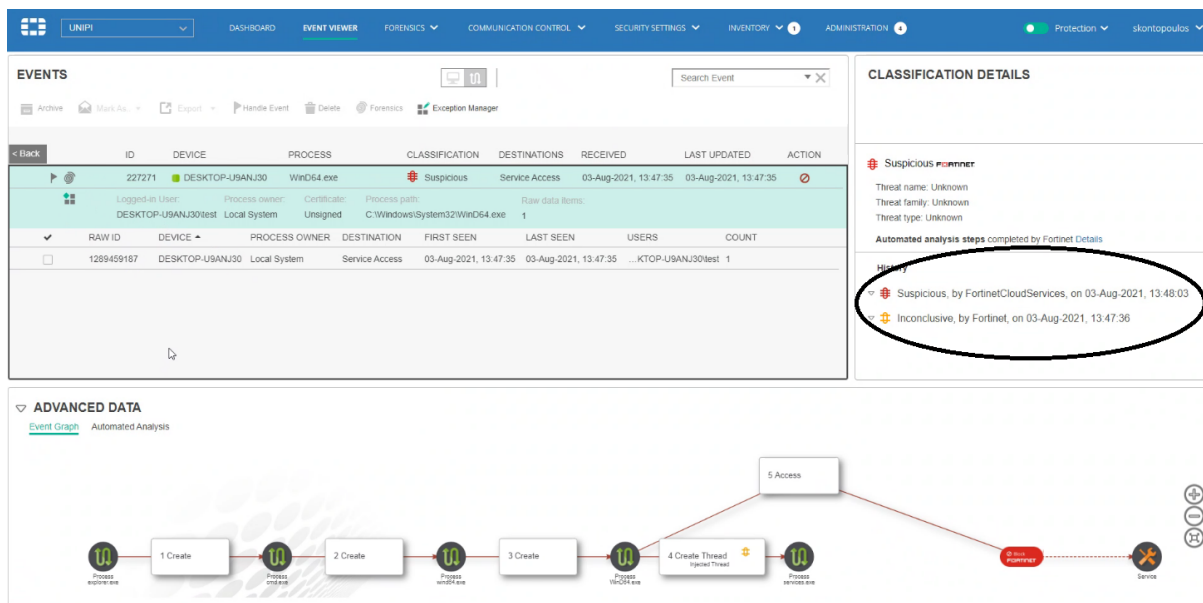 UNIPI
DASHBOARD
EVENT VIEWER
FORENSICS
COMMUNICATION CONTROL
SECURITY SETTINGS
INVENTORY 1
ADMINISTRATION 4
Protection
skontopoulos
EVENTS
Search Event
Archive Mark As... Export Handle Event Delete Forensics Exception Manager
< Back
ID DEVICE PROCESS CLASSIFICATION DESTINATIONS RECEIVED LAST UPDATED ACTION
227271 DESKTOP-U9ANJ30 WinD64.exe Suspicious Service Access 03-Aug-2021, 13:47:35 03-Aug-2021, 13:47:35
Logged-in User: Process owner: Certificate: Process path: Raw data items:
DESKTOP-U9ANJ30\test Local System Unsigned C:\Windows\System32\WinD64.exe 1
RAW ID DEVICE PROCESS OWNER DESTINATION FIRST SEEN LAST SEEN USERS COUNT
1289459187 DESKTOP-U9ANJ30 Local System Service Access 03-Aug-2021, 13:47:35 03-Aug-2021, 13:47:35 ...KTOP-U9ANJ30\test 1
CLASSIFICATION DETAILS
Suspicious FORTINET
Threat name: Unknown
Threat family: Unknown
Threat type: Unknown
Automated analysis steps completed by Fortinet Details
History
Suspicious, by FortinetCloudServices, on 03-Aug-2021, 13:48:03
Inconclusive, by Fortinet, on 03-Aug-2021, 13:47:36
ADVANCED DATA
Event Graph Automated Analysis
5 Access
1 Create
2 Create
3 Create
4 Create Thread
Injected Thread
Process
explorer.exe
Process
cmd.exe
Process
wind64.exe
Process
WinD64.exe
Process
services.exe
Block
FORTINET
Service